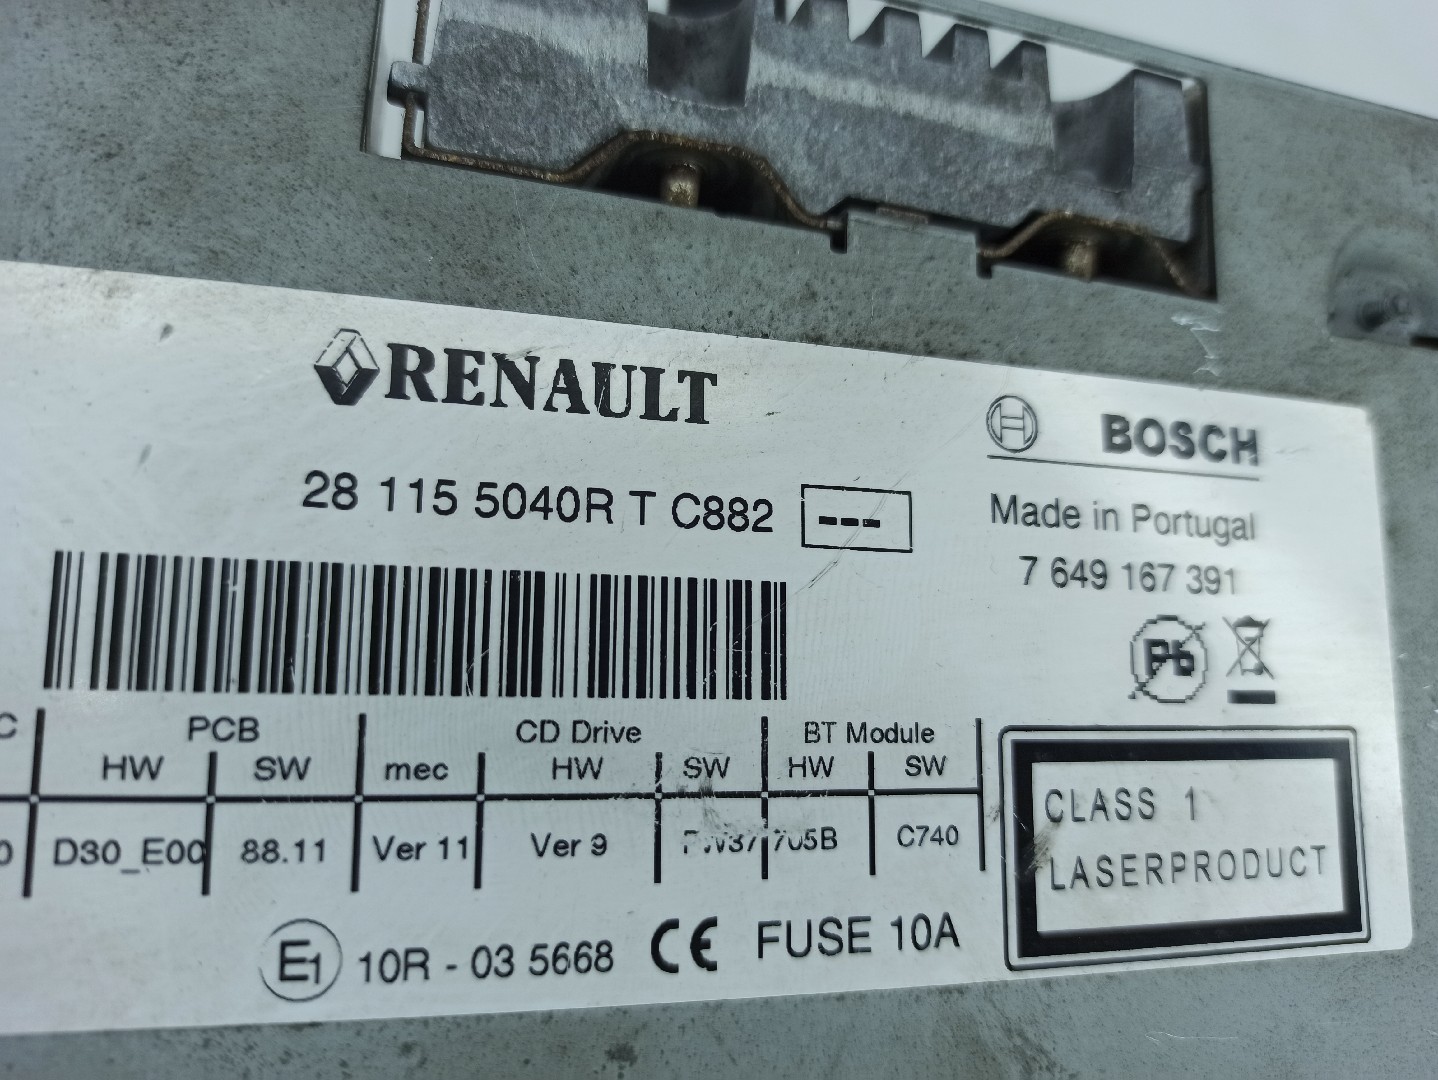 RENAULT
BOSCH
28 115 5040R T C882 ---
Made in Portugal
7 649 167 391
Pb
C PCB CD Drive BT Module
HW SW mec HW SW HW SW
0 D30_E00 88.11 Ver 11 Ver 9 705B C740
CLASS 1
LASERPRODUCT
E1 10R - 03 5668 CE FUSE 10A